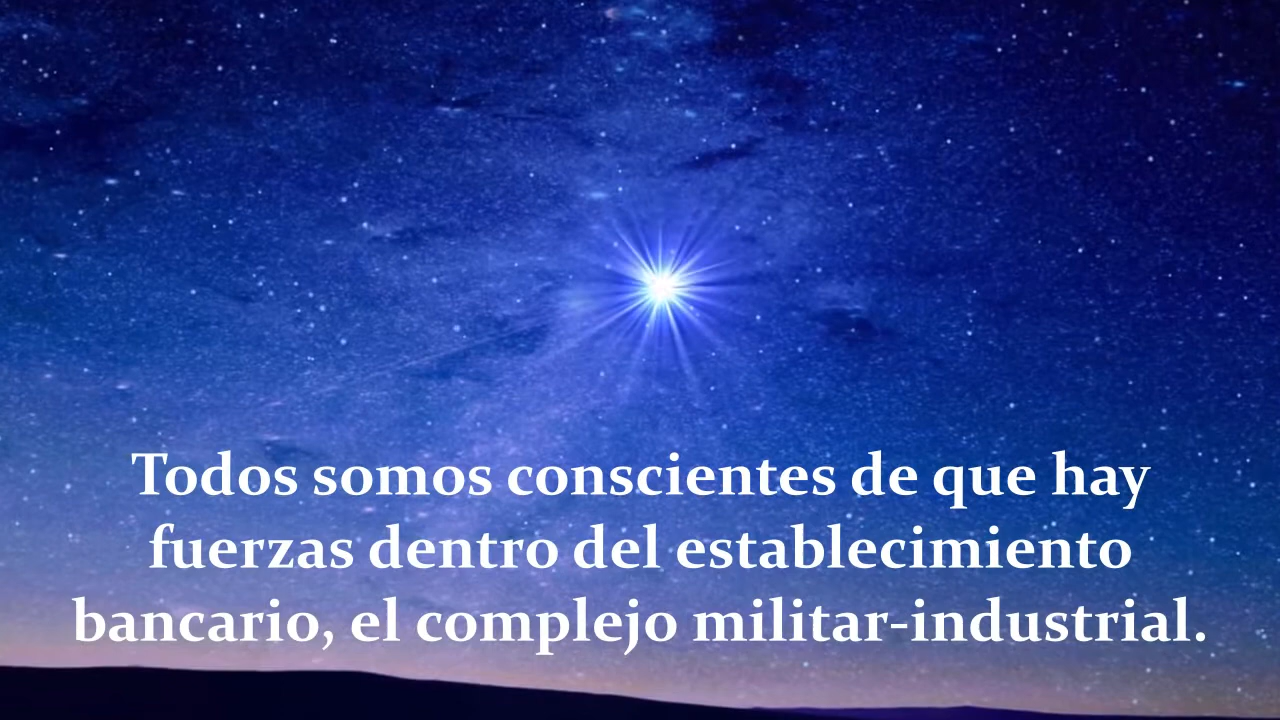 Todos somos conscientes de que hay
fuerzas dentro del establecimiento
bancario, el complejo militar-industrial.